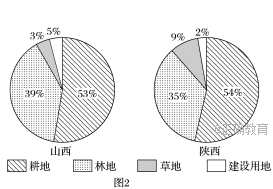 3% 5%
39% 53%
山西
9% 2%
35% 54%
陕西
耕地 林地 草地 建设用地
图2